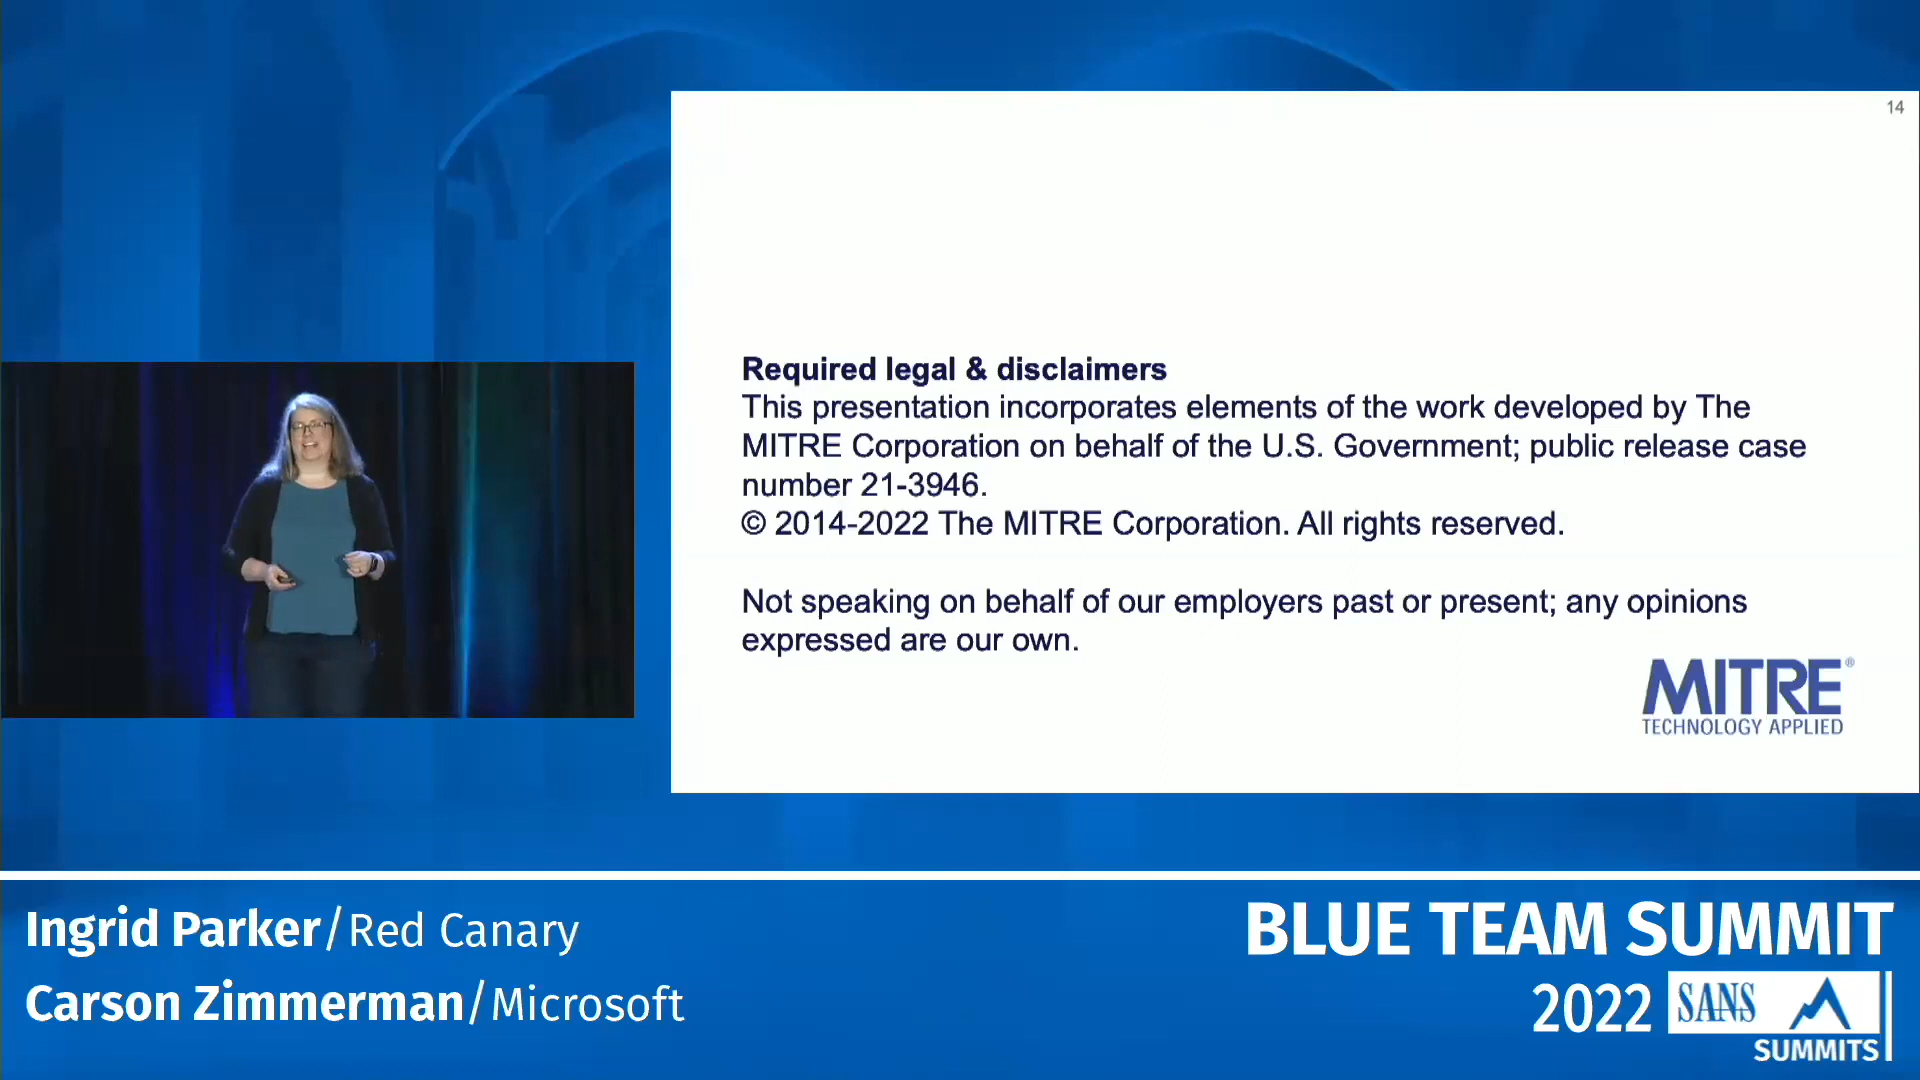 14
Required legal & disclaimers
This presentation incorporates elements of the work developed by The
MITRE Corporation on behalf of the U.S. Government; public release case
number 21-3946.
© 2014-2022 The MITRE Corporation. All rights reserved.
Not speaking on behalf of our employers past or present; any opinions
expressed are our own.
MITRE®
TECHNOLOGY APPLIED
Ingrid Parker/Red Canary
Carson Zimmerman/Microsoft
BLUE TEAM SUMMIT
2022 SANS
SUMMITS